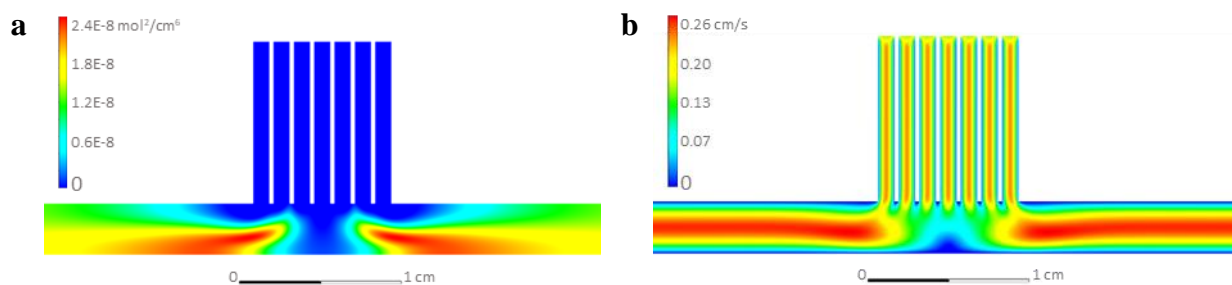 a
2.4E-8 mol²/cm⁶
1.8E-8
1.2E-8
0.6E-8
0
0 1 cm
b
0.26 cm/s
0.20
0.13
0.07
0
0 1 cm